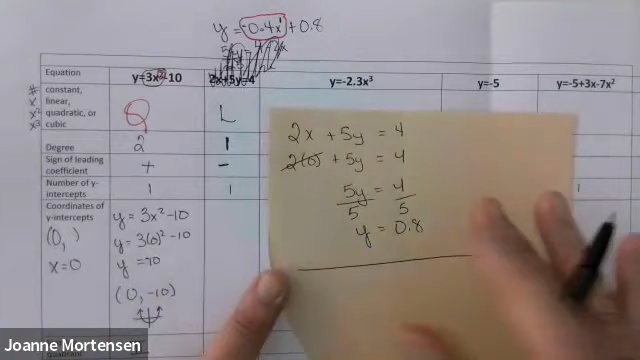 y = -0.4x¹ + 0.8
Equation
y=3x²-10
2x+5y=4
y=-2.3x³
y=-5
y=-5+3x-7x²
# constant,
x linear,
x² quadratic, or
x³ cubic
Q
L
Degree
2
1
Sign of leading
coefficient
+
-
Number of y-
intercepts
1
1
1
Coordinates of
y-intercepts
(0, )
x=0
y=3x²-10
y=3(0)²-10
y=-10
(0,-10)
2x + 5y = 4
2(0) + 5y = 4
5y = 4
5 5
y = 0.8
Joanne Mortensen